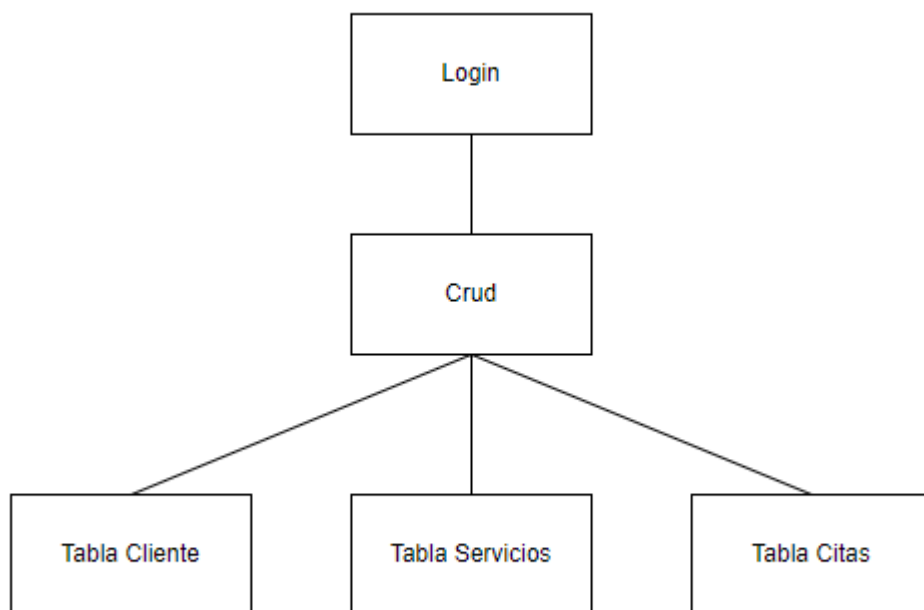 Login
Crud
Tabla Cliente
Tabla Servicios
Tabla Citas